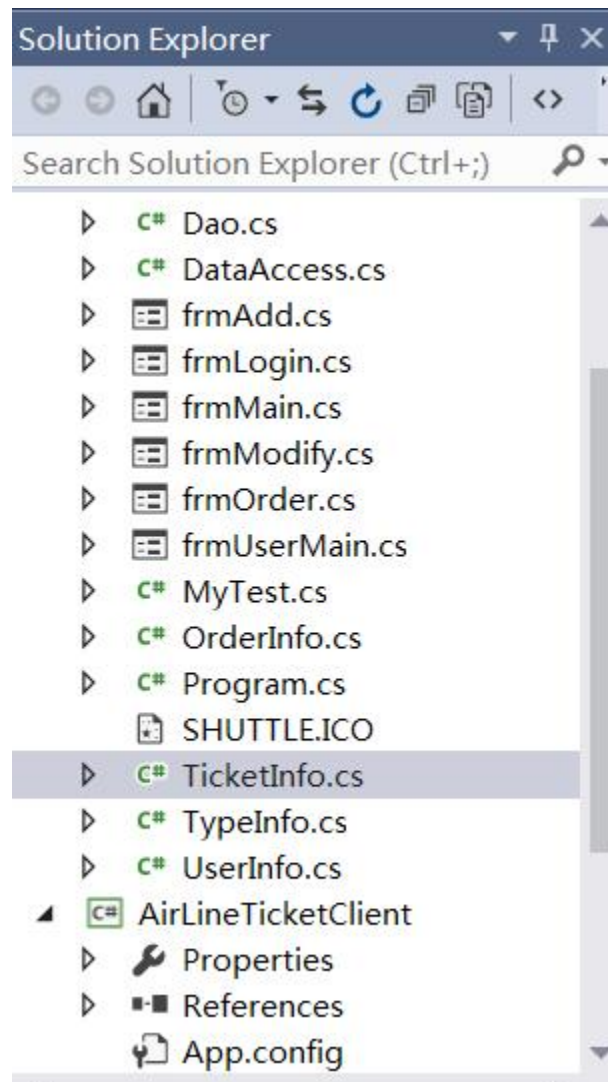 Solution Explorer
Search Solution Explorer (Ctrl+;)
C# Dao.cs
C# DataAccess.cs
frmAdd.cs
frmLogin.cs
frmMain.cs
frmModify.cs
frmOrder.cs
frmUserMain.cs
C# MyTest.cs
C# OrderInfo.cs
C# Program.cs
SHUTTLE.ICO
C# TicketInfo.cs
C# TypeInfo.cs
C# UserInfo.cs
C# AirLineTicketClient
Properties
References
App.config